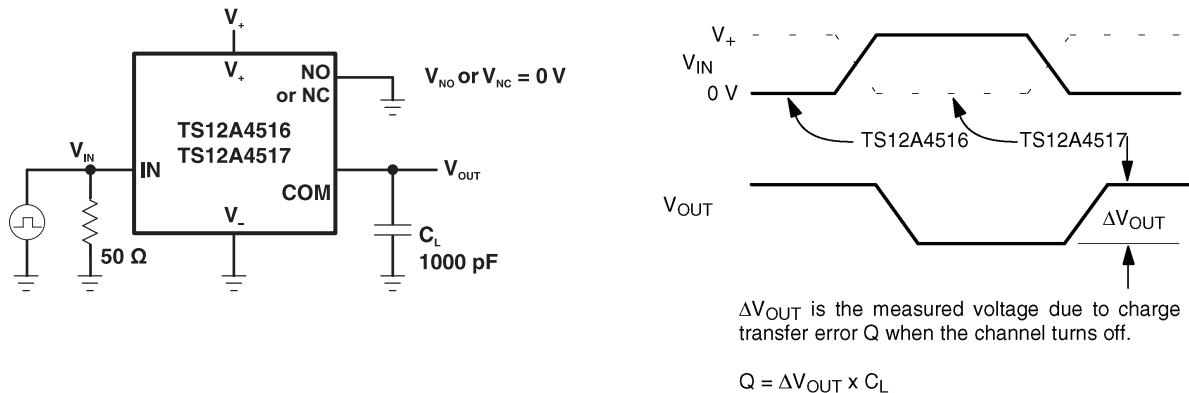 V+
V+
NO
or NC
VNO or VNC = 0 V
TS12A4516
TS12A4517
VIN
IN
COM
VOUT
V–
50 Ω
CL
1000 pF
V+
VIN
0 V
TS12A4516
TS12A4517
VOUT
ΔVOUT
ΔVOUT is the measured voltage due to charge
transfer error Q when the channel turns off.
Q = ΔVOUT x CL